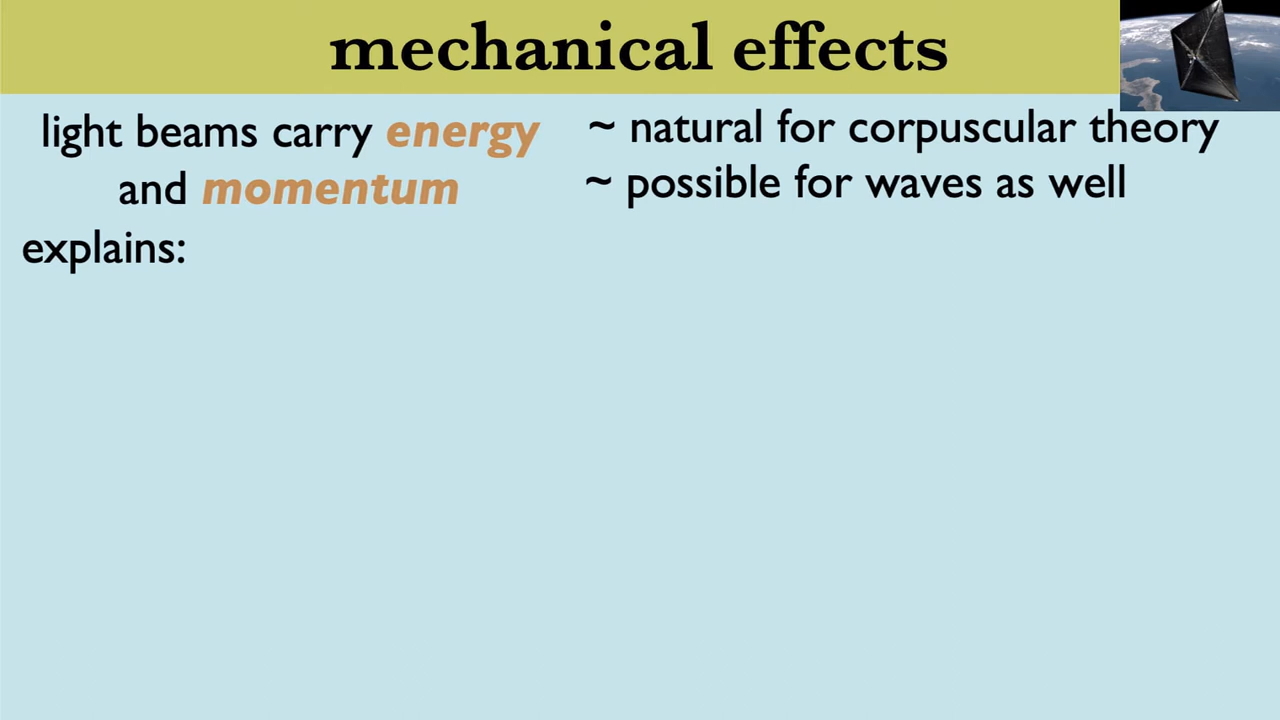 mechanical effects
light beams carry energy
and momentum
~ natural for corpuscular theory
~ possible for waves as well
explains: